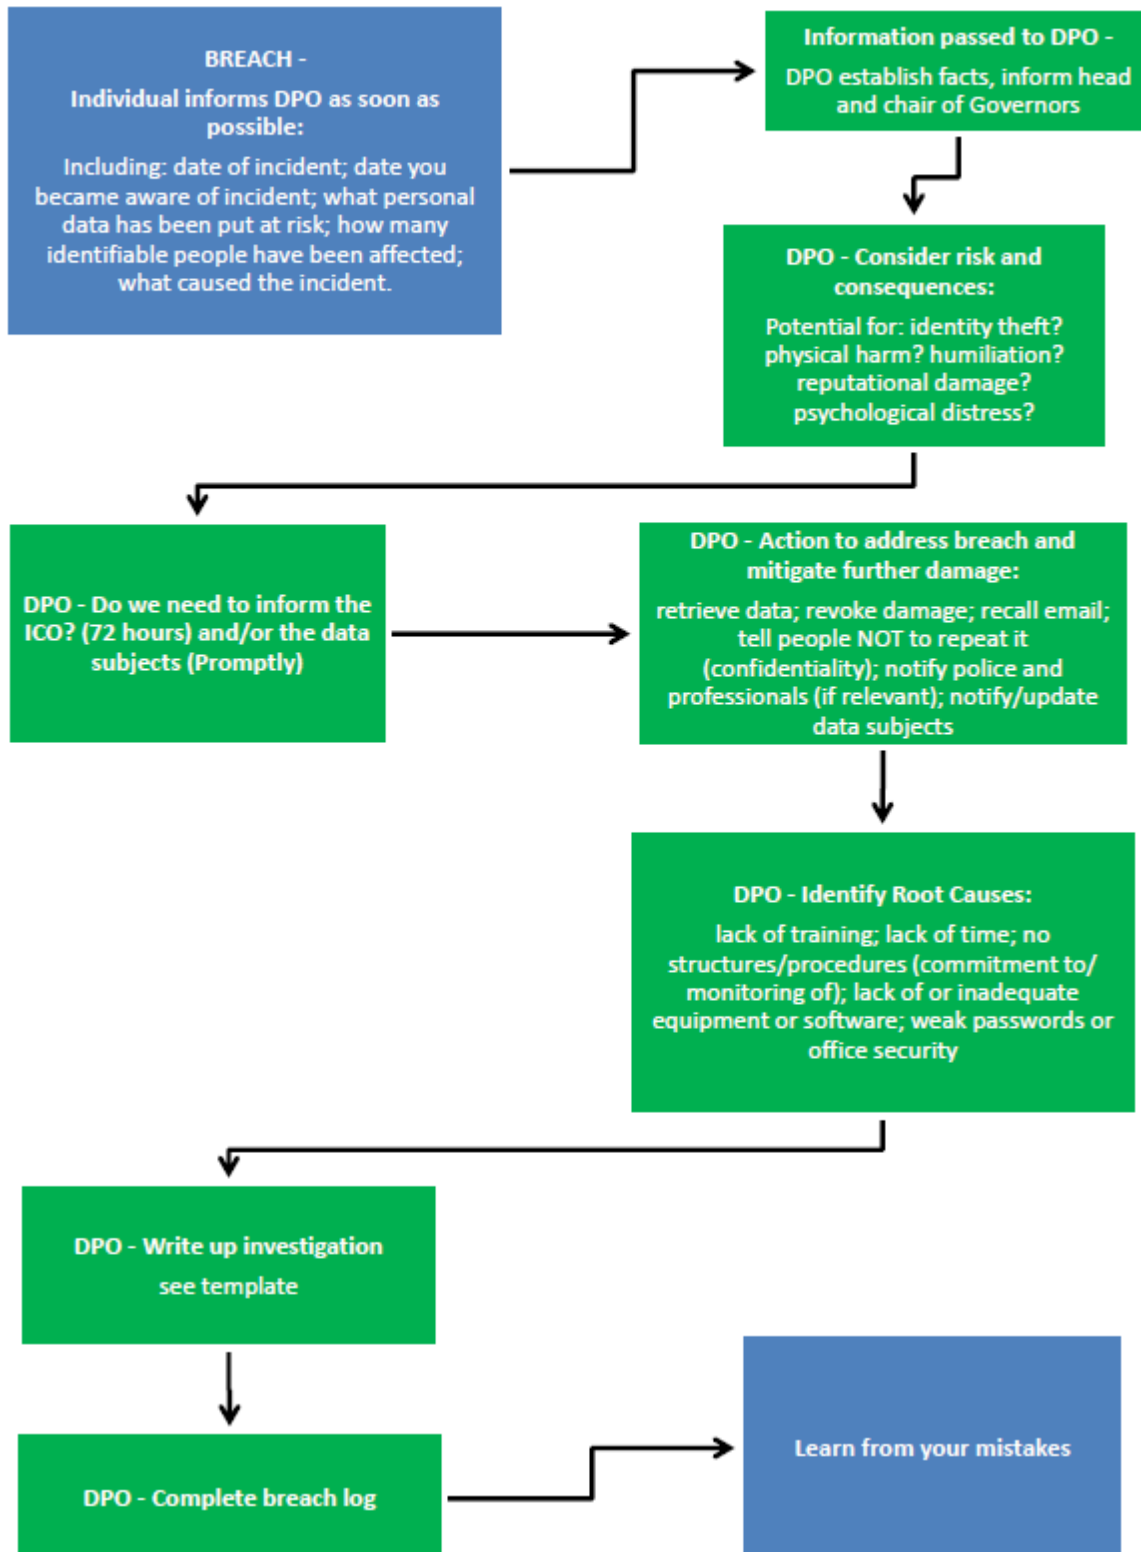 BREACH -
Individual informs DPO as soon as
possible:
Including: date of incident; date you
became aware of incident; what personal
data has been put at risk; how many
identifiable people have been affected;
what caused the incident.
Information passed to DPO -
DPO establish facts, inform head
and chair of Governors
DPO - Consider risk and
consequences:
Potential for: identity theft?
physical harm? humiliation?
reputational damage?
psychological distress?
DPO - Do we need to inform the
ICO? (72 hours) and/or the data
subjects (Promptly)
DPO - Action to address breach and
mitigate further damage:
retrieve data; revoke damage; recall email;
tell people NOT to repeat it
(confidentiality); notify police and
professionals (if relevant); notify/update
data subjects
DPO - Identify Root Causes:
lack of training; lack of time; no
structures/procedures (commitment to/
monitoring of); lack of or inadequate
equipment or software; weak passwords or
office security
DPO - Write up investigation
see template
DPO - Complete breach log
Learn from your mistakes